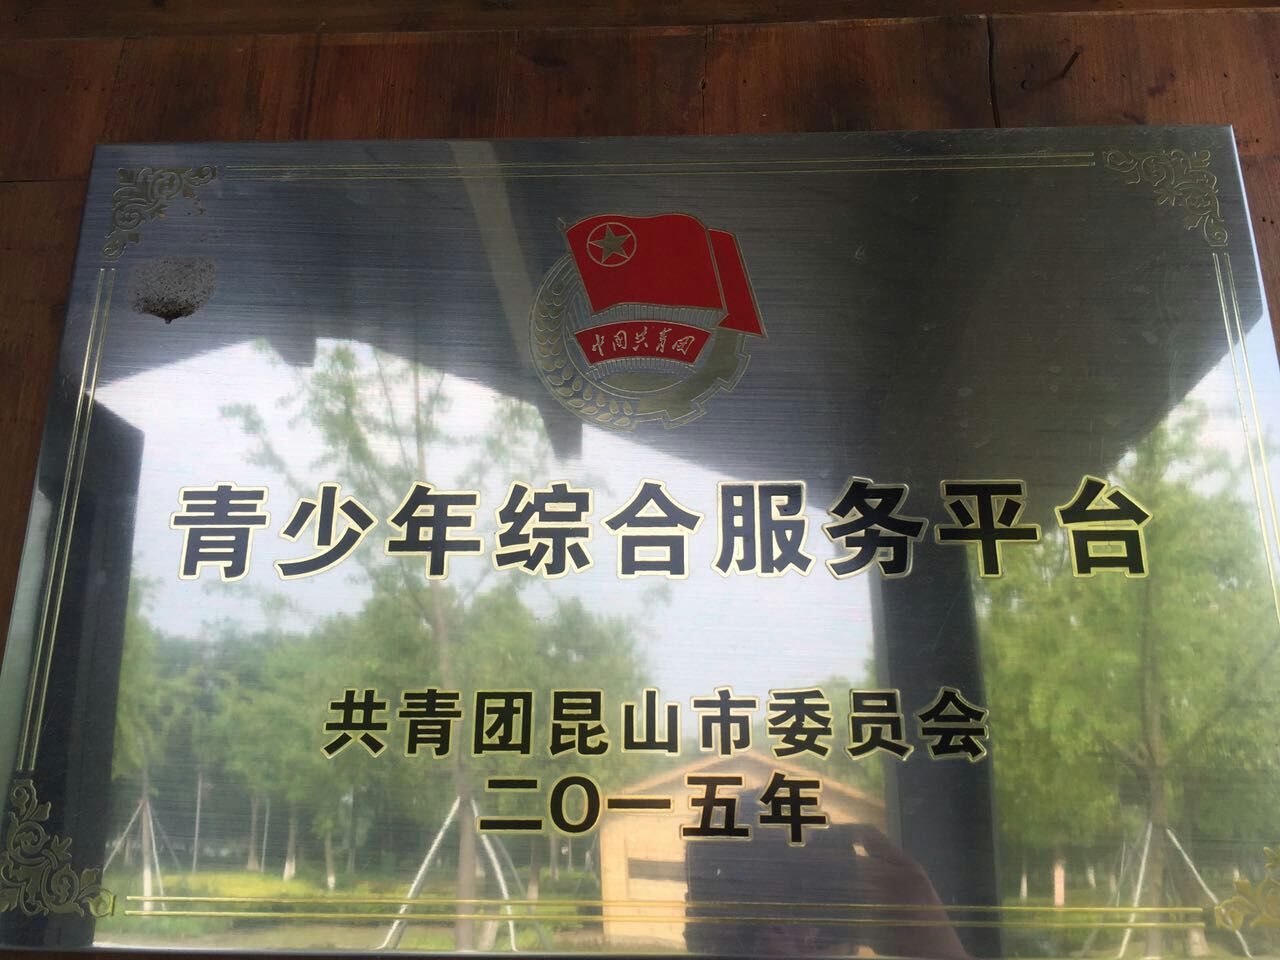 中国共青团
青少年综合服务平台
共青团昆山市委员会
二O一五年